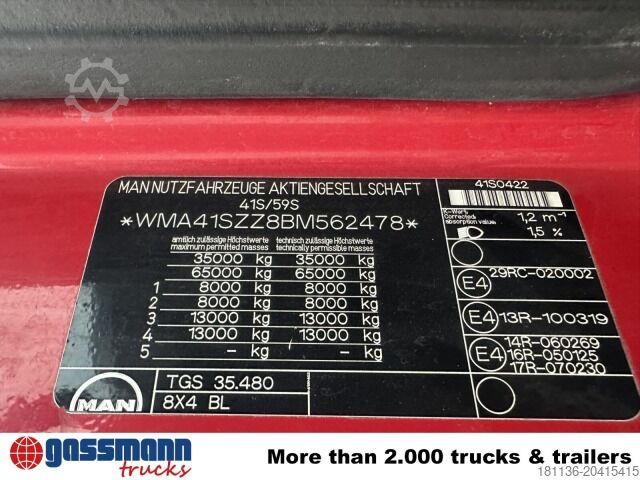 MAN NUTZFAHRZEUGE AKTIENGESELLSCHAFT
41S/59S
*WMA41SZZ8BM562478*
amtlich zulässige Höchstwerte technisch zulässige Höchstwerte
maximum permitted masses technically permissible masses
35000 kg 35000 kg
65000 kg 65000 kg
1 8000 kg 8000 kg
2 8000 kg 8000 kg
3 13000 kg 13000 kg
4 13000 kg 13000 kg
5 - kg - kg
MAN
TGS 35.480
8X4 BL
41S0422
K-Wert
Corrected absorption value 1,2 m⁻¹
1,5 %
E4 29RC-020002
E4 13R-100319
E4 14R-060269
16R-050125
17R-070230
gassmann trucks
More than 2.000 trucks & trailers
181136-20415415